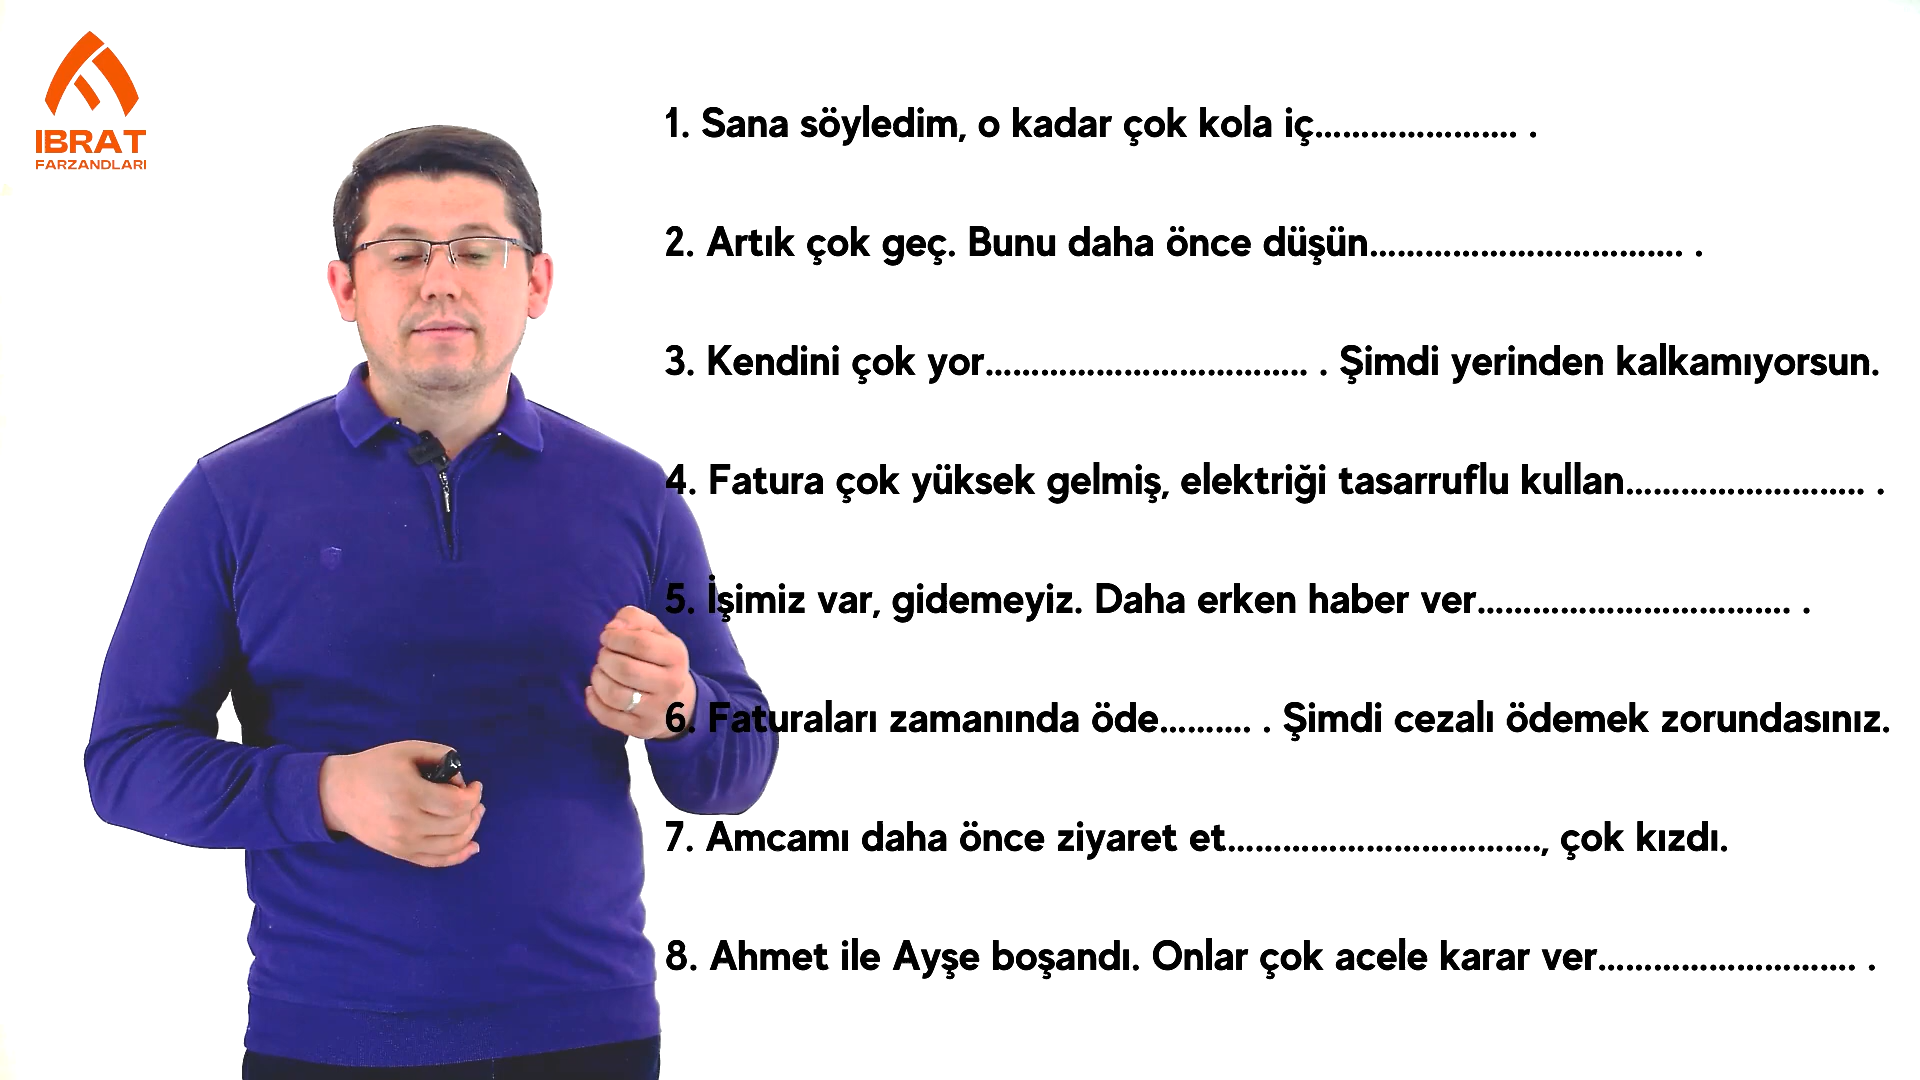 IBRAT
FARZANDLARI
1. Sana söyledim, o kadar çok kola iç...................... .
2. Artık çok geç. Bunu daha önce düşün.................................. .
3. Kendini çok yor................................... . Şimdi yerinden kalkamıyorsun.
4. Fatura çok yüksek gelmiş, elektriği tasarruflu kullan.......................... .
5. İşimiz var, gidemeyiz. Daha erken haber ver.................................. .
6. Faturaları zamanında öde.......... . Şimdi cezalı ödemek zorundasınız.
7. Amcamı daha önce ziyaret et.................................., çok kızdı.
8. Ahmet ile Ayşe boşandı. Onlar çok acele karar ver............................ .